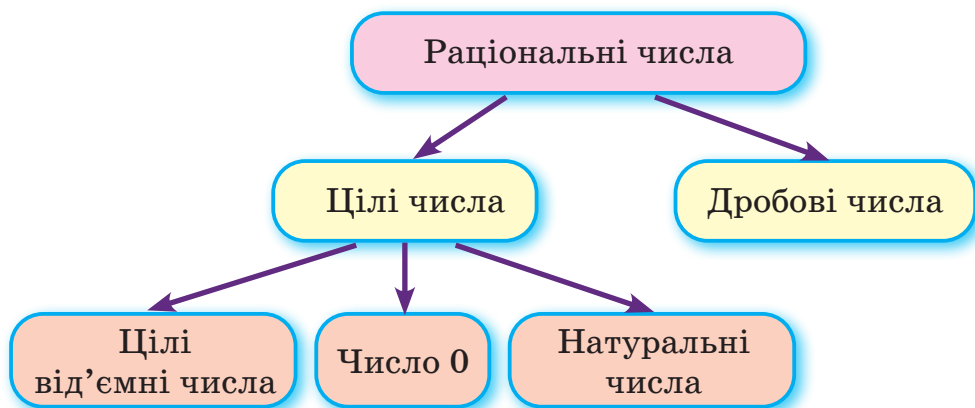 Раціональні числа
Цілі числа
Дробові числа
Цілі
від’ємні числа
Число 0
Натуральні
числа